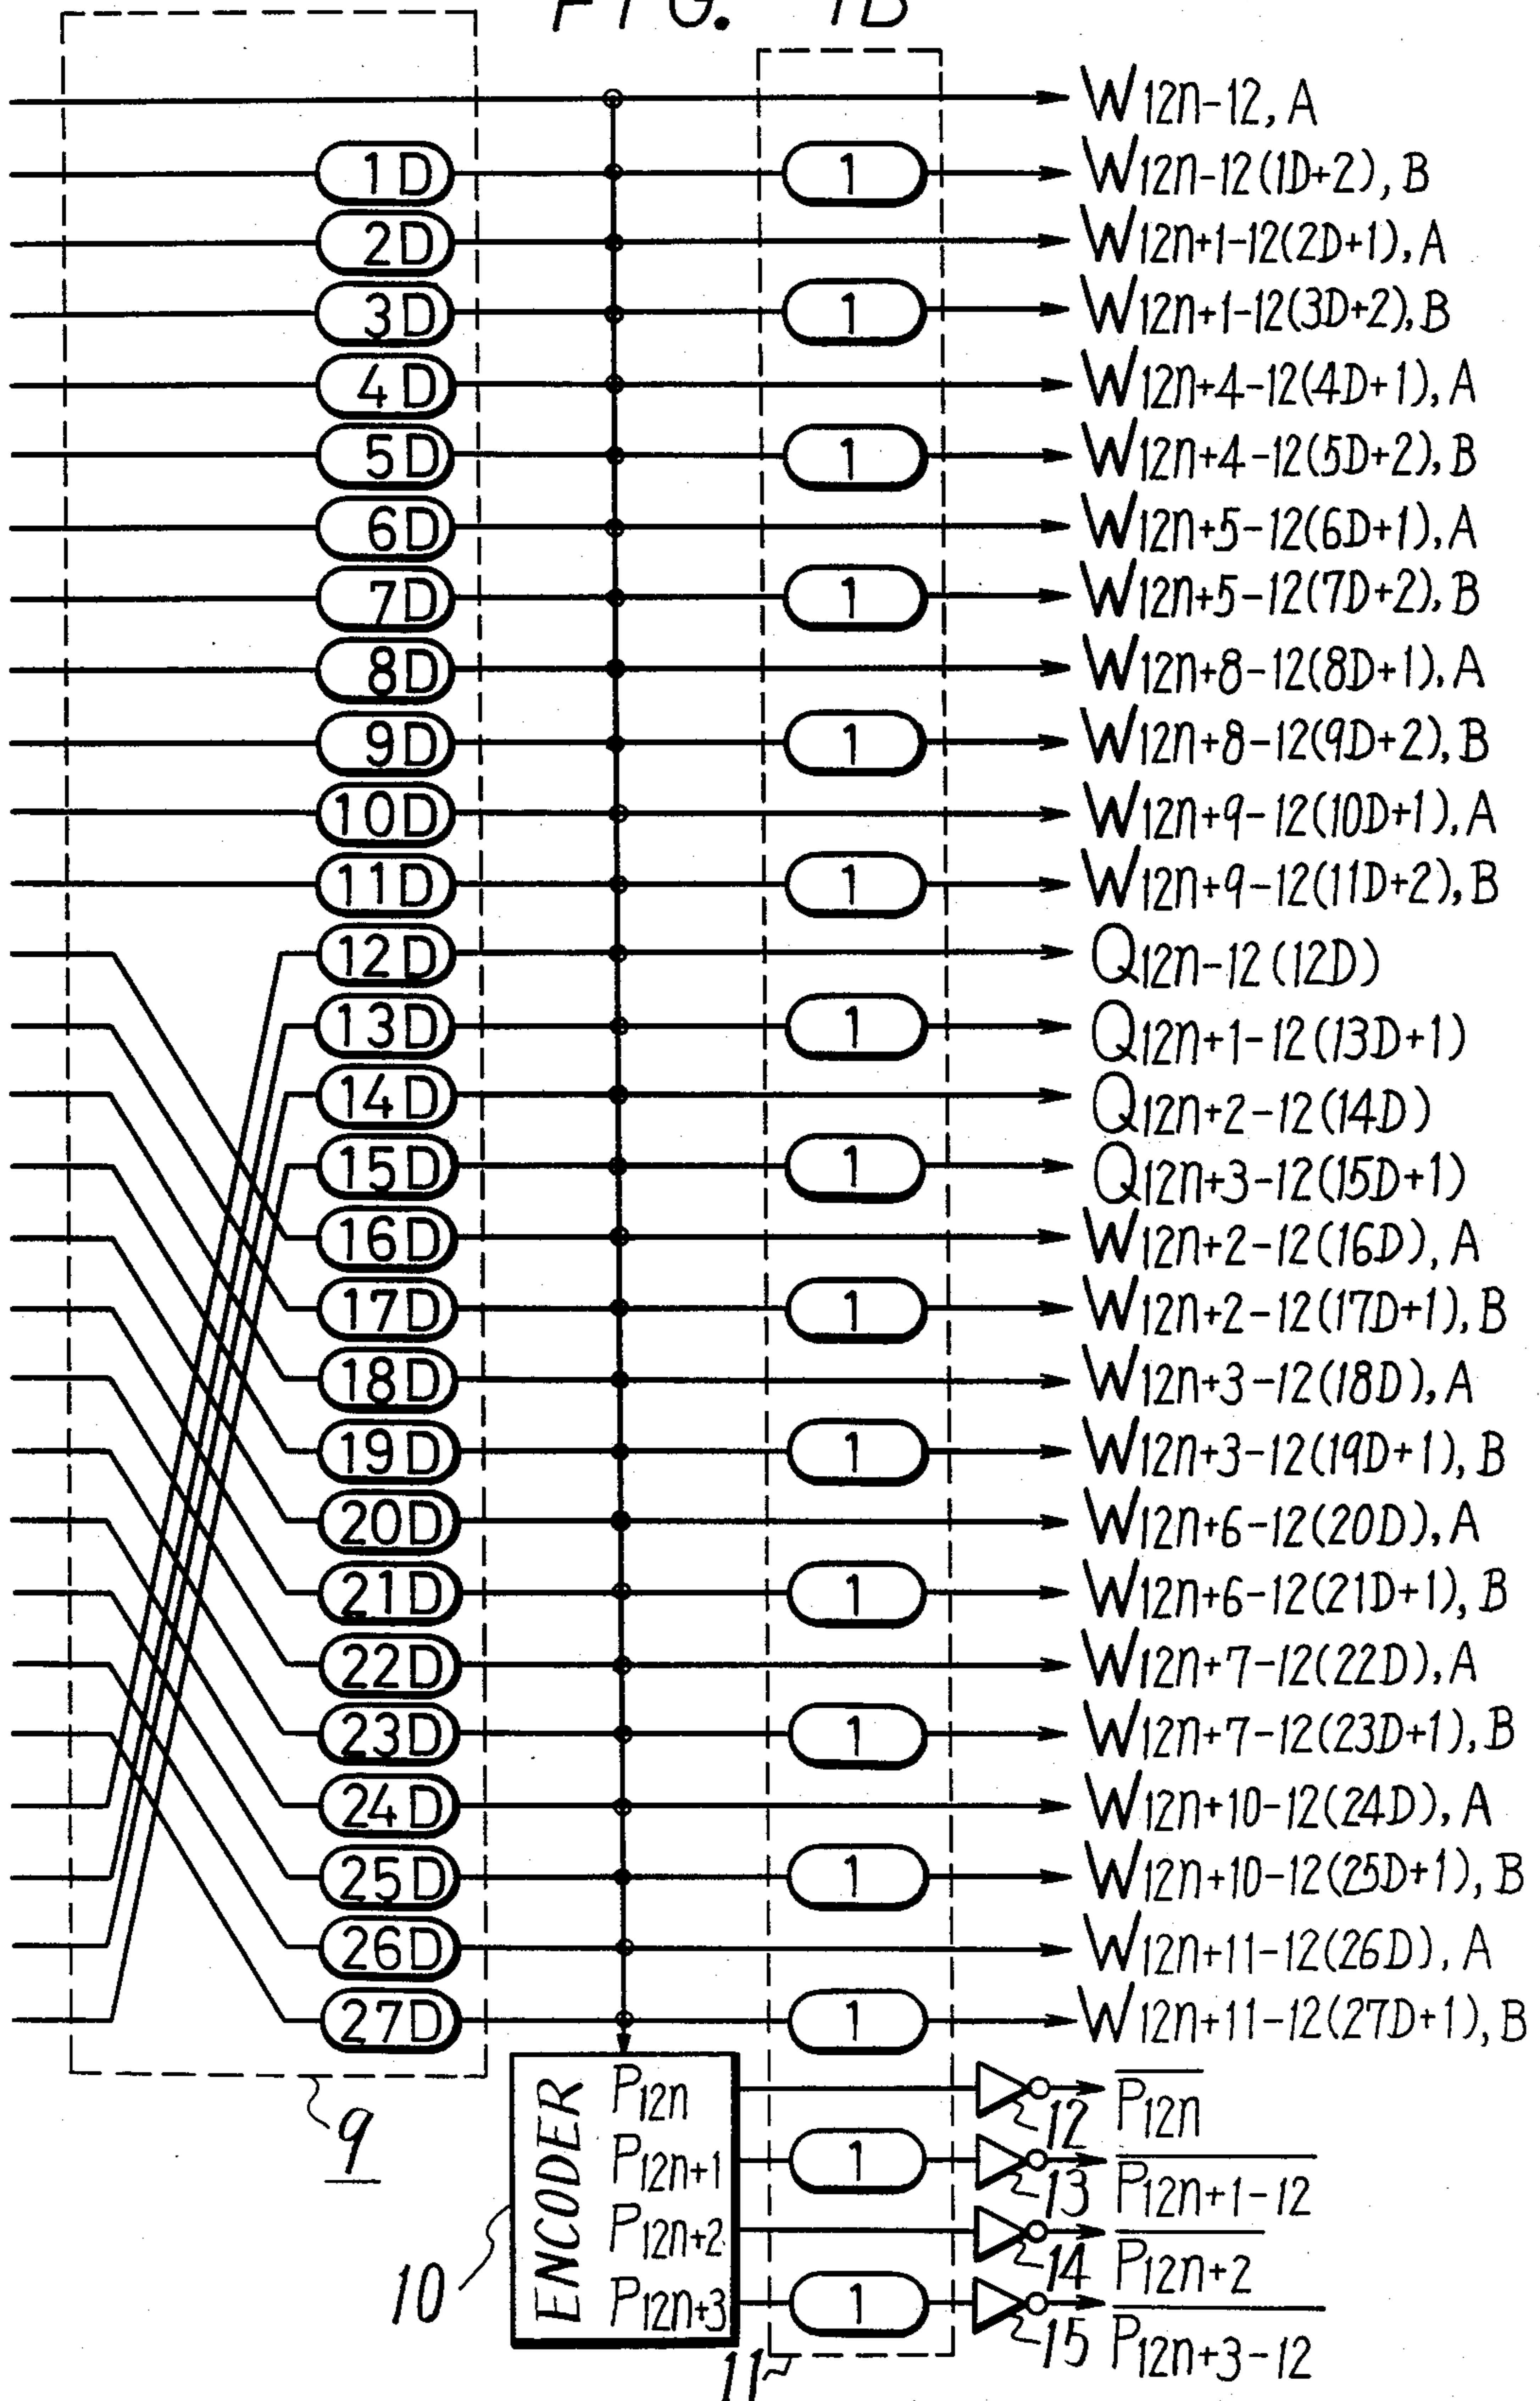 FIG. 1B
W12n-12, A
1D 1 W12n-12(1D+2), B
2D W12n+1-12(2D+1), A
3D 1 W12n+1-12(3D+2), B
4D W12n+4-12(4D+1), A
5D 1 W12n+4-12(5D+2), B
6D W12n+5-12(6D+1), A
7D 1 W12n+5-12(7D+2), B
8D W12n+8-12(8D+1), A
9D 1 W12n+8-12(9D+2), B
10D W12n+9-12(10D+1), A
11D 1 W12n+9-12(11D+2), B
12D Q12n-12(12D)
13D 1 Q12n+1-12(13D+1)
14D Q12n+2-12(14D)
15D 1 Q12n+3-12(15D+1)
16D W12n+2-12(16D), A
17D 1 W12n+2-12(17D+1), B
18D W12n+3-12(18D), A
19D 1 W12n+3-12(19D+1), B
20D W12n+6-12(20D), A
21D 1 W12n+6-12(21D+1), B
22D W12n+7-12(22D), A
23D 1 W12n+7-12(23D+1), B
24D W12n+10-12(24D), A
25D 1 W12n+10-12(25D+1), B
26D W12n+11-12(26D), A
27D 1 W12n+11-12(27D+1), B
9
10
ENCODER
P12n 12 P12n
P12n+1 1 13 P12n+1-12
P12n+2 14 P12n+2
P12n+3 1 15 P12n+3-12
11